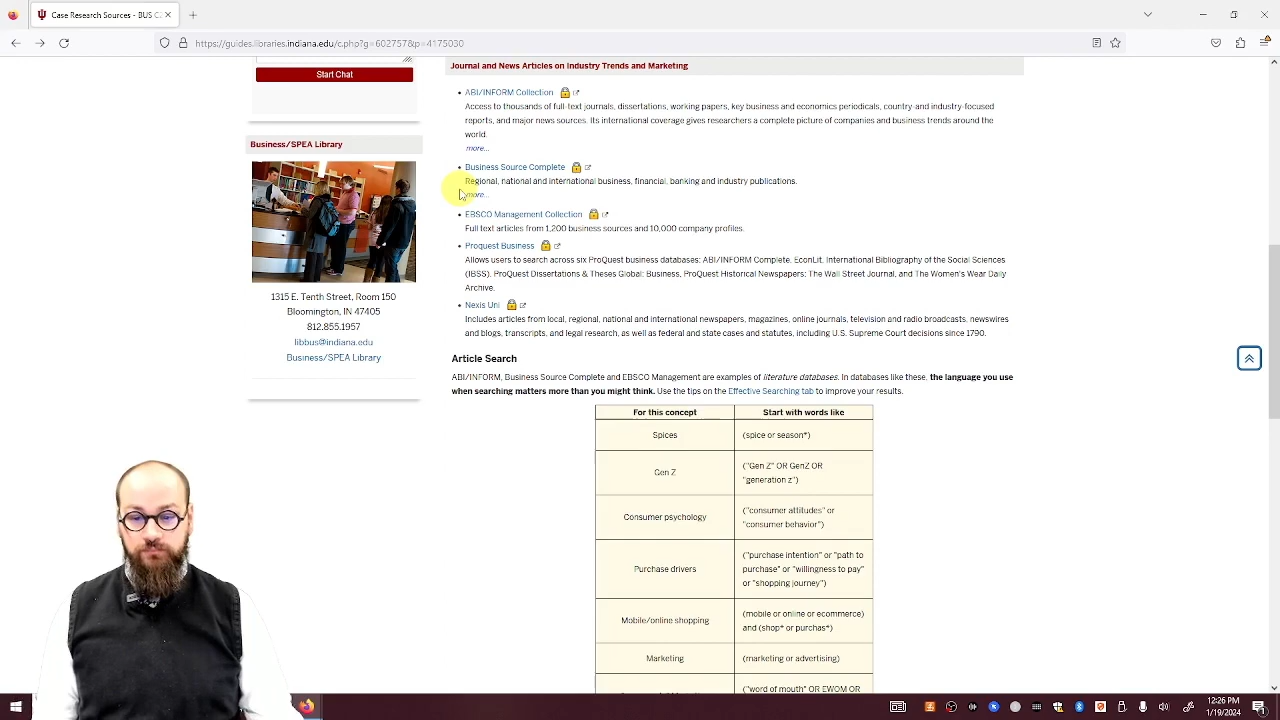 Case Research Sources - BUS C
https://guides.libraries.indiana.edu/c.php?g=602757&p=4175030
Start Chat
Business/SPEA Library
1315 E. Tenth Street, Room 150
Bloomington, IN 47405
812.855.1957
libbus@indiana.edu
Business/SPEA Library
Journal and News Articles on Industry Trends and Marketing
ABI/INFORM Collection
Access to thousands of full-text journals, dissertations, working papers, key business and economics periodicals, country-and industry-focused
reports, and major news sources. Its international coverage gives researchers a complete picture of companies and business trends around the
world.
more...
Business Source Complete
Regional, national and international business, financial, banking and industry publications.
more...
EBSCO Management Collection
Full text articles from 1,200 business sources and 10,000 company profiles.
Proquest Business
Allows users to search across six ProQuest business databases: ABI/INFORM Complete, EconLit, International Bibliography of the Social Sciences
(IBSS), ProQuest Dissertations & Theses Global: Business, ProQuest Historical Newspapers: The Wall Street Journal, and The Womens Wear Daily
Archive.
Nexis Uni
Includes articles from local, regional, national and international newspapers, magazines, online journals, television and radio broadcasts, newswires
and blogs, transcripts, and legal research, as well as federal and state cases and statutes, including U.S. Supreme Court decisions since 1790.
Article Search
ABI/INFORM, Business Source Complete and EBSCO Management are examples of literature databases. In databases like these, the language you use
when searching matters more than you might think. Use the tips on the Effective Searching tab to improve your results.
For this concept Start with words like
Spices (spice or season*)
Gen Z ("Gen Z" OR GenZ OR
"generation z")
Consumer psychology ("consumer attitudes" or
"consumer behavior")
Purchase drivers ("purchase intention" or "path to
purchase" or "willingness to pay"
or "shopping journey")
Mobile/online shopping (mobile or online or ecommerce)
and (shop* or purchas*)
Marketing (marketing or advertising)
("word of mouth" OR EWOM OR
12:26 PM
1/19/2024